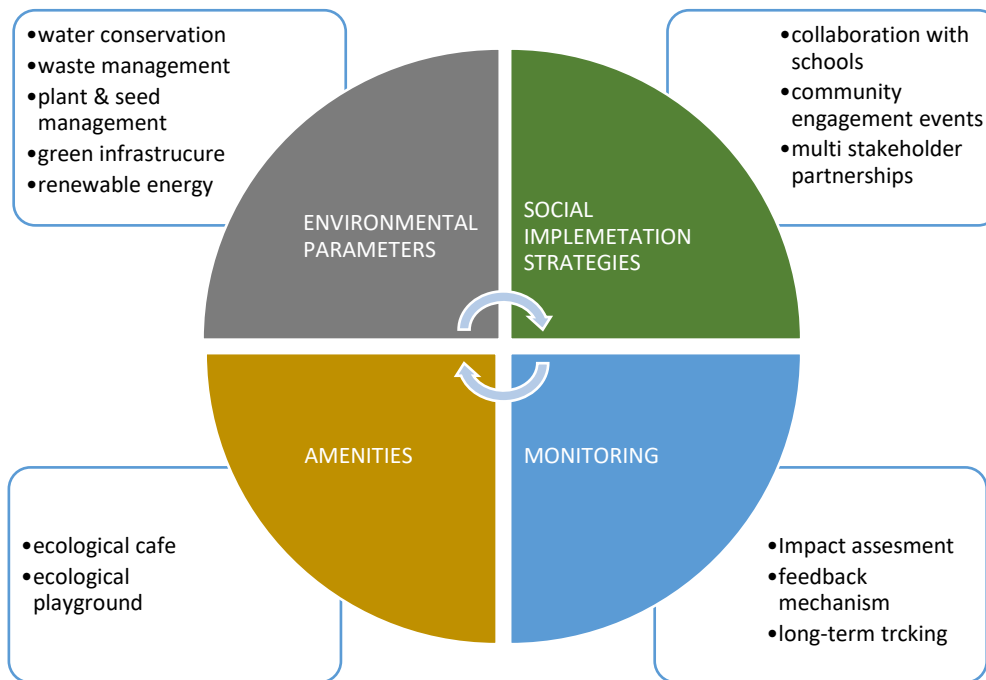 •water conservation
•waste management
•plant & seed
management
•green infrastrucure
•renewable energy
•collaboration with
schools
•community
engagement events
•multi stakeholder
partnerships
ENVIRONMENTAL
PARAMETERS
SOCIAL
IMPLEMETATION
STRATEGIES
AMENITIES
MONITORING
•ecological cafe
•ecological
playground
•Impact assesment
•feedback
mechanism
•long-term trcking